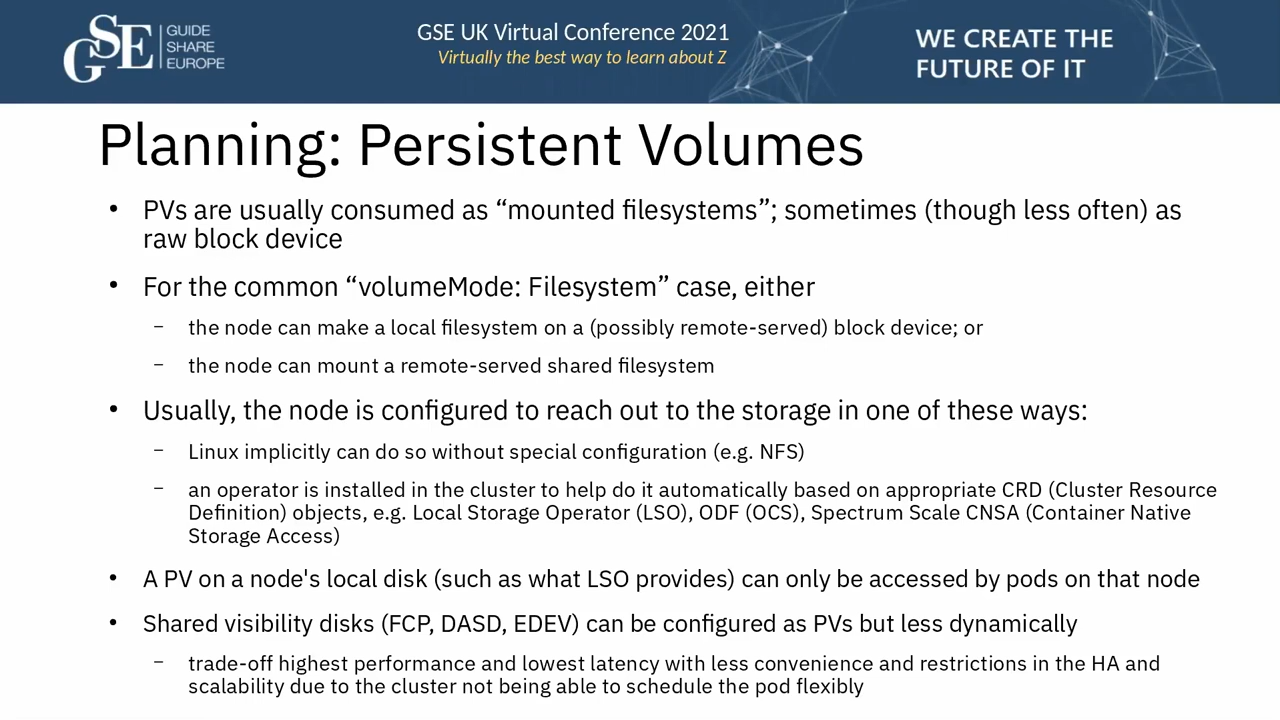 GSE
GUIDE
SHARE
EUROPE
GSE UK Virtual Conference 2021
Virtually the best way to learn about Z
WE CREATE THE
FUTURE OF IT
Planning: Persistent Volumes
• PVs are usually consumed as “mounted filesystems”; sometimes (though less often) as
raw block device
• For the common “volumeMode: Filesystem” case, either
– the node can make a local filesystem on a (possibly remote-served) block device; or
– the node can mount a remote-served shared filesystem
• Usually, the node is configured to reach out to the storage in one of these ways:
– Linux implicitly can do so without special configuration (e.g. NFS)
– an operator is installed in the cluster to help do it automatically based on appropriate CRD (Cluster Resource
Definition) objects, e.g. Local Storage Operator (LSO), ODF (OCS), Spectrum Scale CNSA (Container Native
Storage Access)
• A PV on a node's local disk (such as what LSO provides) can only be accessed by pods on that node
• Shared visibility disks (FCP, DASD, EDEV) can be configured as PVs but less dynamically
– trade-off highest performance and lowest latency with less convenience and restrictions in the HA and
scalability due to the cluster not being able to schedule the pod flexibly